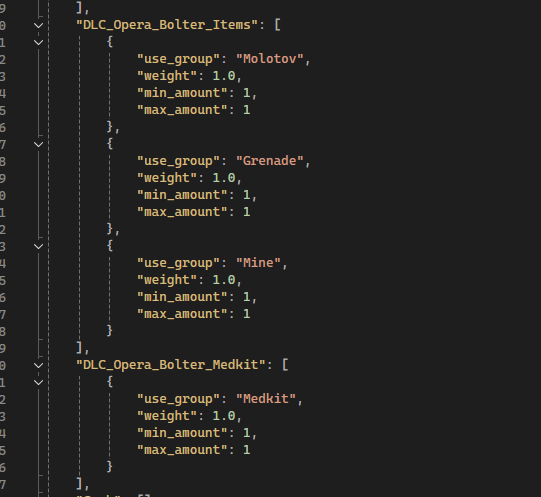 9 ],
0 "DLC_Opera_Bolter_Items": [
1 {
2 "use_group": "Molotov",
3 "weight": 1.0,
4 "min_amount": 1,
5 "max_amount": 1
6 },
7 {
8 "use_group": "Grenade",
9 "weight": 1.0,
0 "min_amount": 1,
1 "max_amount": 1
2 },
3 {
4 "use_group": "Mine",
5 "weight": 1.0,
6 "min_amount": 1,
7 "max_amount": 1
8 }
9 ],
0 "DLC_Opera_Bolter_Medkit": [
1 {
2 "use_group": "Medkit",
3 "weight": 1.0,
4 "min_amount": 1,
5 "max_amount": 1
6 }
7 ],